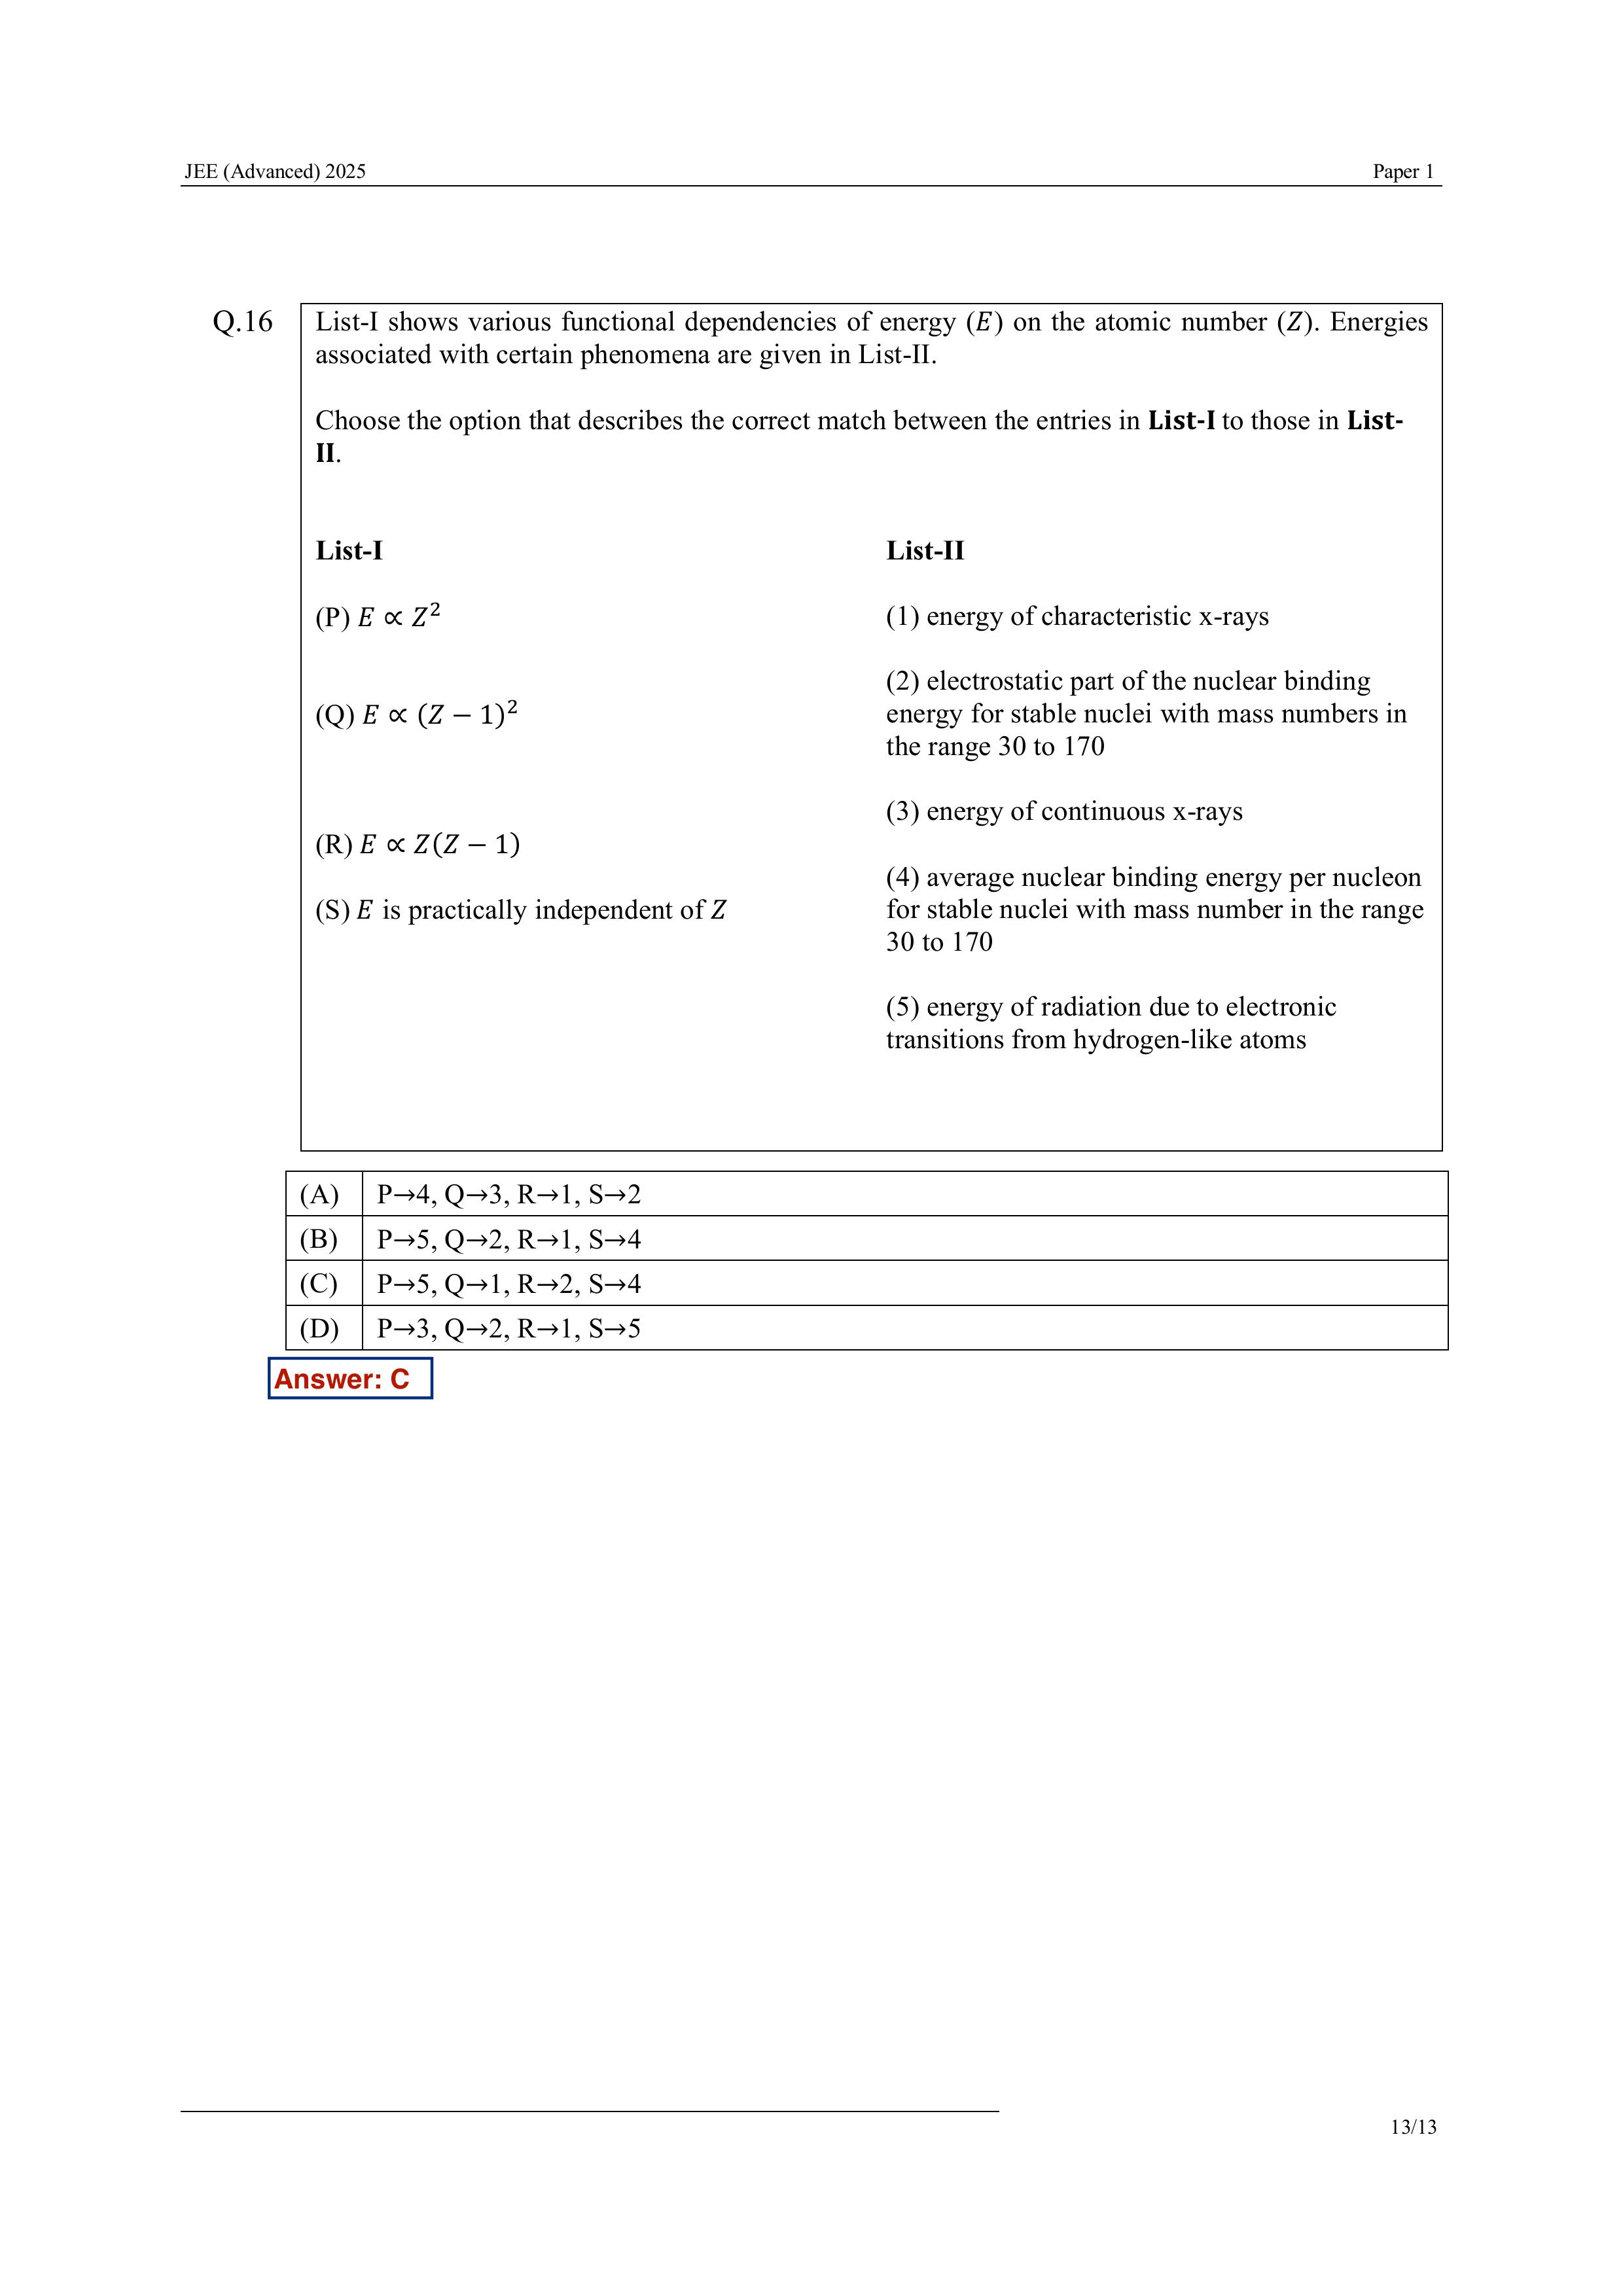 JEE (Advanced) 2025
Paper 1
Q.16
List-I shows various functional dependencies of energy (𝐸) on the atomic number (𝑍). Energies
associated with certain phenomena are given in List-II.
Choose the option that describes the correct match between the entries in List-I to those in List-
II.
List-I
List-II
(P) 𝐸 ∝ 𝑍²
(1) energy of characteristic x-rays
(2) electrostatic part of the nuclear binding
(Q) 𝐸 ∝ (𝑍 − 1)²
energy for stable nuclei with mass numbers in
the range 30 to 170
(3) energy of continuous x-rays
(R) 𝐸 ∝ 𝑍(𝑍 − 1)
(4) average nuclear binding energy per nucleon
(S) 𝐸 is practically independent of 𝑍
for stable nuclei with mass number in the range
30 to 170
(5) energy of radiation due to electronic
transitions from hydrogen-like atoms
(A) P→4, Q→3, R→1, S→2
(B) P→5, Q→2, R→1, S→4
(C) P→5, Q→1, R→2, S→4
(D) P→3, Q→2, R→1, S→5
Answer: C
13/13